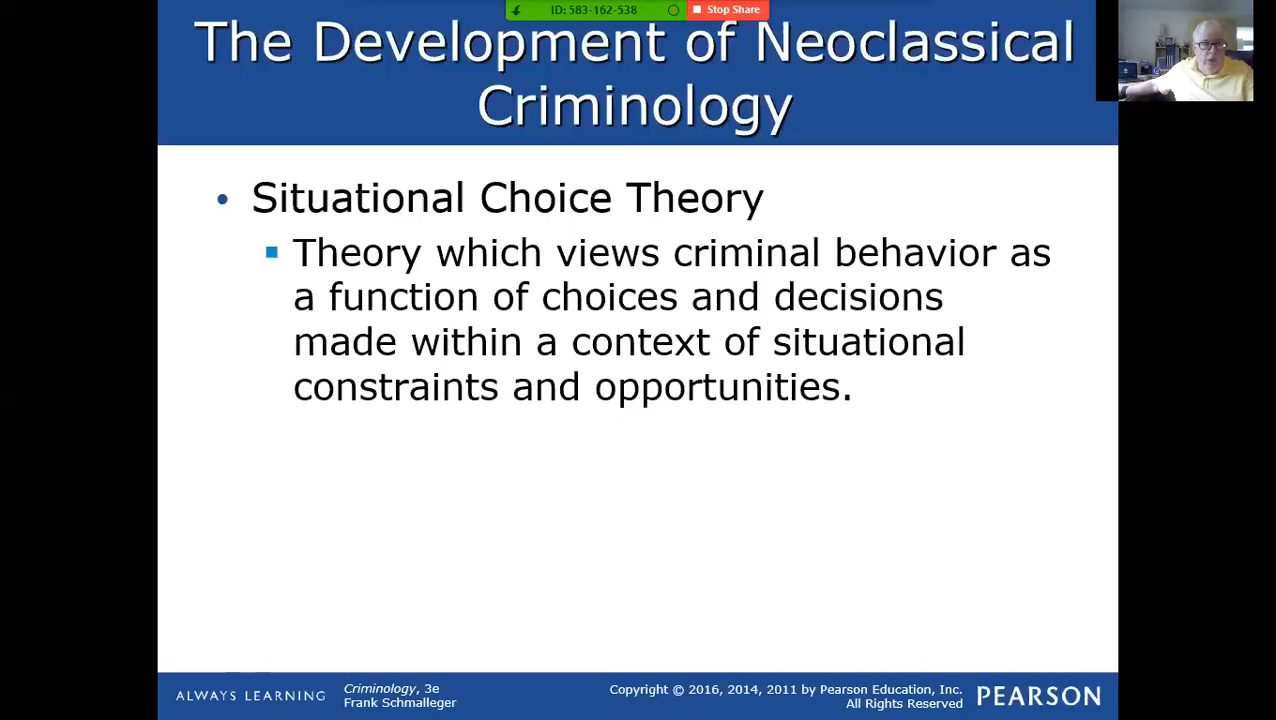 ID: 583-162-538
Stop Share
The Development of Neoclassical
Criminology
• Situational Choice Theory
▪ Theory which views criminal behavior as
a function of choices and decisions
made within a context of situational
constraints and opportunities.
ALWAYS LEARNING
Criminology, 3e
Frank Schmalleger
Copyright © 2016, 2014, 2011 by Pearson Education, Inc.
All Rights Reserved
PEARSON